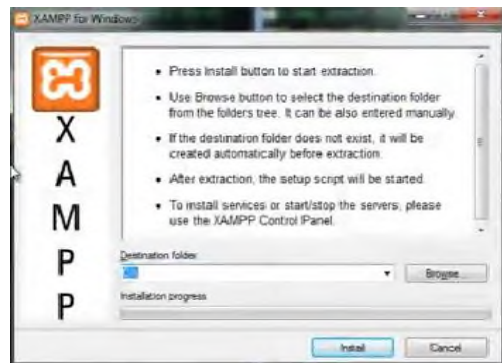 XAMPP for Windows
X
A
M
P
P
• Press Install button to start extraction.
• Use Browse button to select the destination folder
from the folders tree. It can be also entered manually.
• If the destination folder does not exist, it will be
created automatically before extraction.
• After extraction, the setup script will be started.
• To install services or start/stop the servers, please
use the XAMPP Control Panel.
Destination folder
Browse...
Installation progress
Install
Cancel